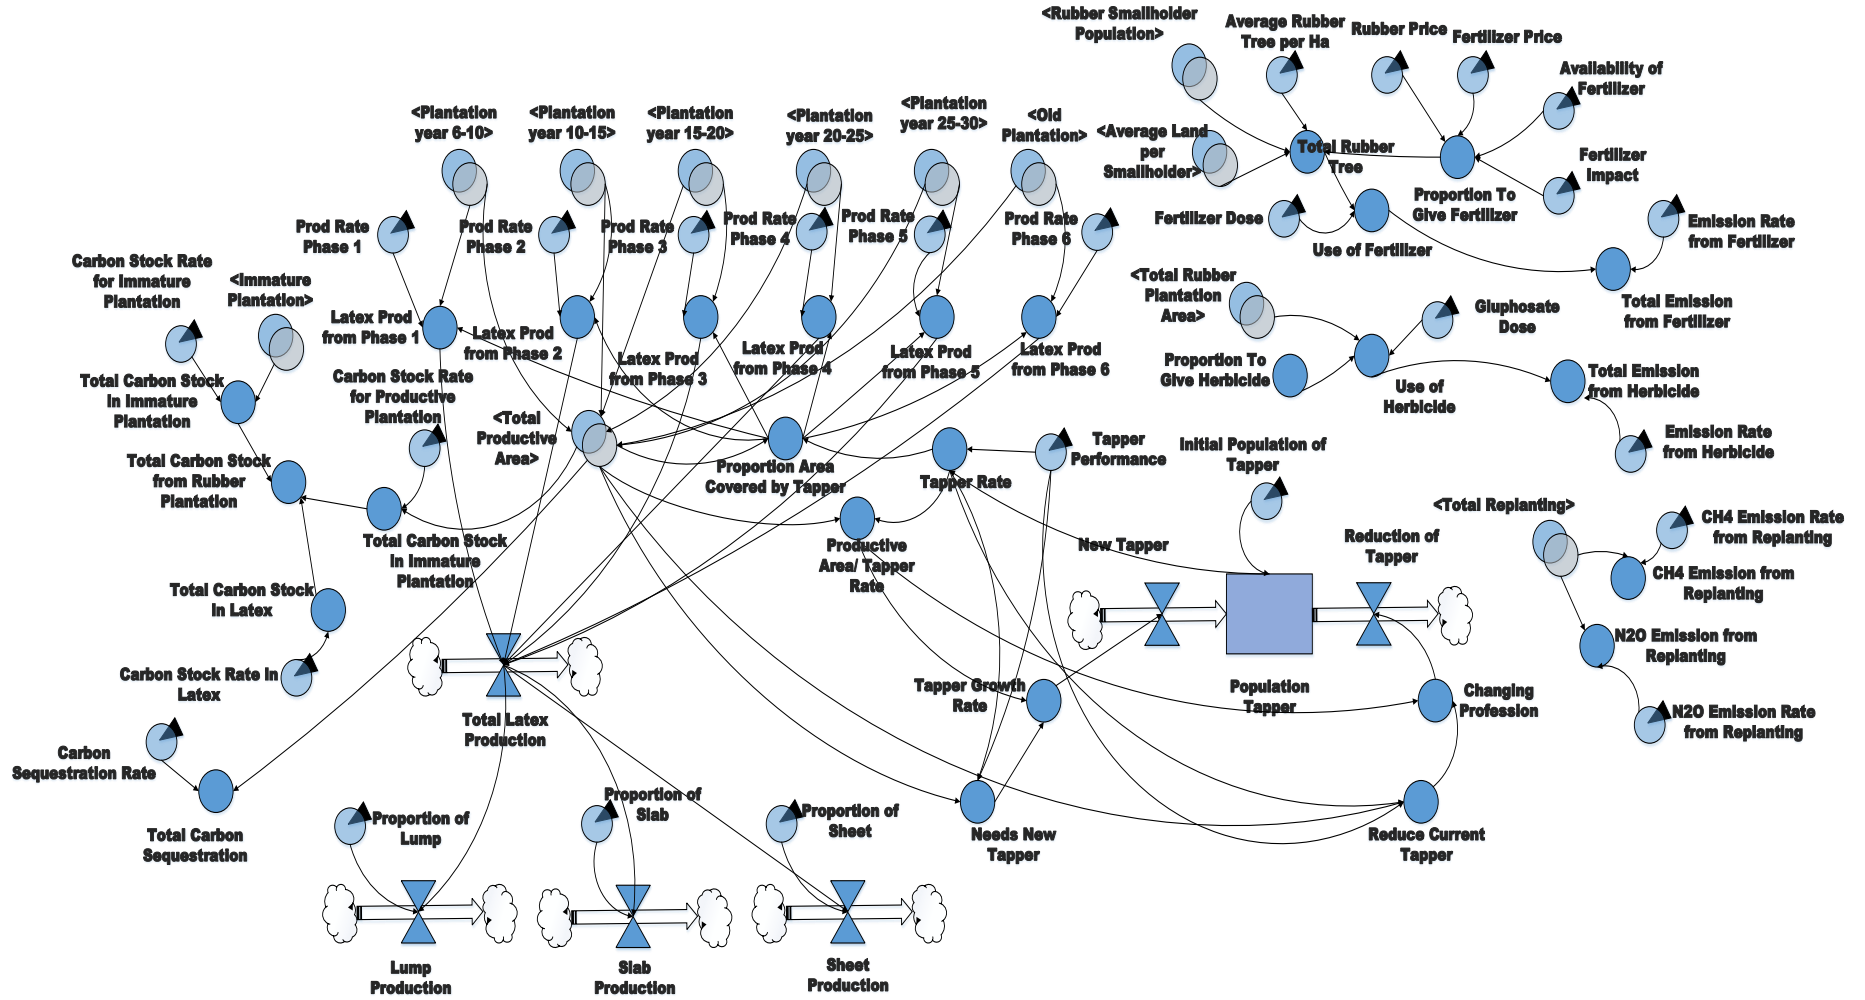 <Rubber Smallholder
Population>
Average Rubber
Tree per Ha
Rubber Price
Fertilizer Price
Availability of
Fertilizer
<Plantation
year 6-10>
<Plantation
year 10-15>
<Plantation
year 15-20>
<Plantation
year 20-25>
<Plantation
year 25-30>
<Old
Plantation>
<Average Land
per
Smallholder>
Total Rubber
Tree
Fertilizer
Impact
Proportion To
Give Fertilizer
Prod Rate
Phase 1
Prod Rate
Phase 2
Prod Rate
Phase 3
Prod Rate
Phase 4
Prod Rate
Phase 5
Prod Rate
Phase 6
Fertilizer Dose
Use of Fertilizer
Emission Rate
from Fertilizer
Carbon Stock Rate
for Immature
Plantation
<Immature
Plantation>
<Total Rubber
Plantation
Area>
Gluphosate
Dose
Total Emission
from Fertilizer
Latex Prod
from Phase 1
Latex Prod
from Phase 2
Latex Prod
from Phase 3
Latex Prod
from Phase 4
Latex Prod
from Phase 5
Latex Prod
from Phase 6
Proportion To
Give Herbicide
Use of
Herbicide
Total Emission
from Herbicide
Total Carbon Stock
in Immature
Plantation
Carbon Stock Rate
for Productive
Plantation
<Total
Productive
Area>
Proportion Area
Covered by Tapper
Tapper Rate
Tapper
Performance
Initial Population of
Tapper
Emission Rate
from Herbicide
Total Carbon Stock
from Rubber
Plantation
Total Carbon Stock
in Immature
Plantation
Productive
Area/ Tapper
Rate
New Tapper
Reduction of
Tapper
<Total Replanting>
CH4 Emission Rate
from Replanting
CH4 Emission from
Replanting
Total Carbon Stock
in Latex
N2O Emission from
Replanting
Carbon Stock Rate in
Latex
Total Latex
Production
Tapper Growth
Rate
Population
Tapper
Changing
Profession
N2O Emission Rate
from Replanting
Carbon
Sequestration Rate
Total Carbon
Sequestration
Proportion of
Lump
Proportion of
Slab
Proportion of
Sheet
Needs New
Tapper
Reduce Current
Tapper
Lump
Production
Slab
Production
Sheet
Production